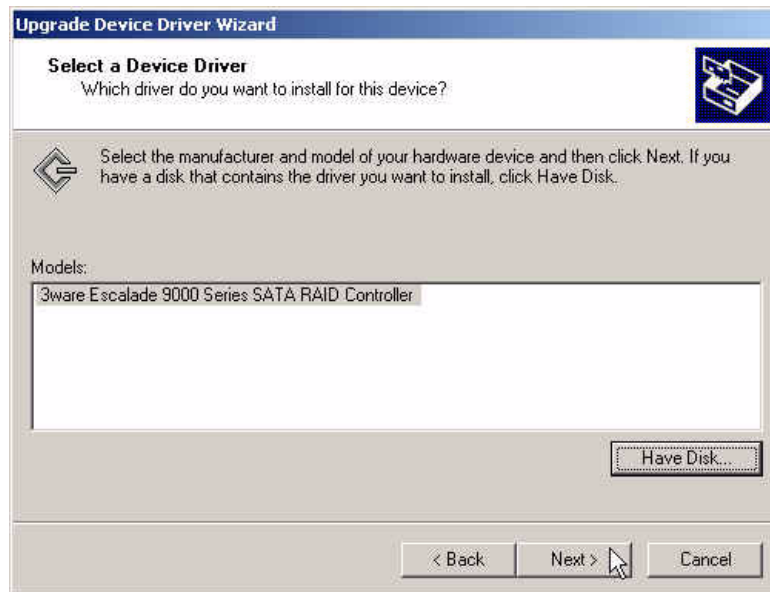 Upgrade Device Driver Wizard
Select a Device Driver
Which driver do you want to install for this device?
Select the manufacturer and model of your hardware device and then click Next. If you
have a disk that contains the driver you want to install, click Have Disk.
Models:
3ware Escalade 9000 Series SATA RAID Controller
Have Disk...
< Back
Next >
Cancel